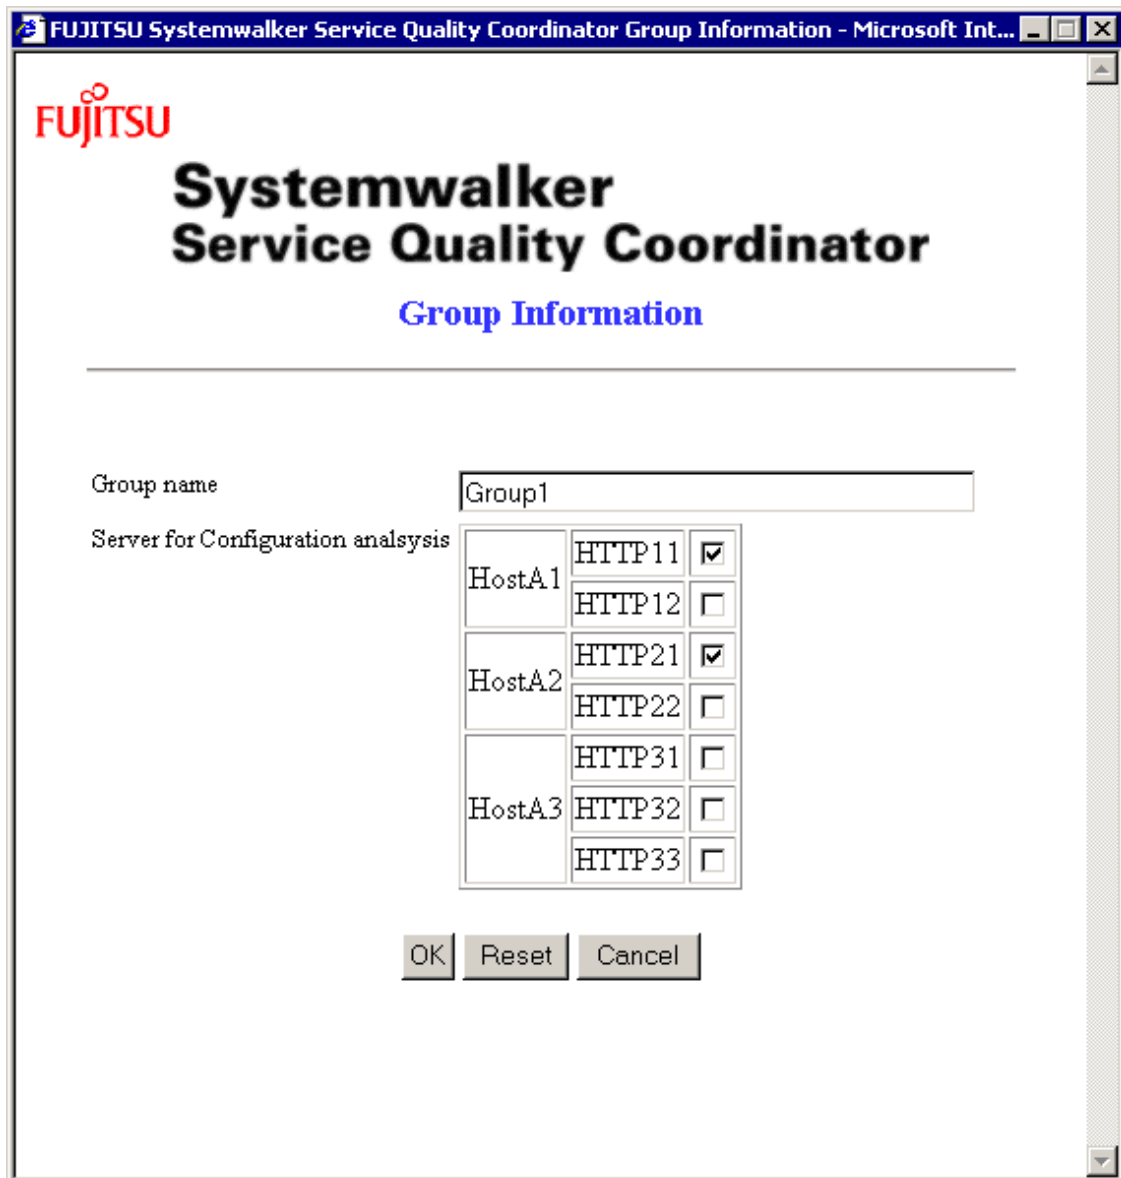 FUJITSU Systemwalker Service Quality Coordinator Group Information - Microsoft Int...
FUJITSU
Systemwalker
Service Quality Coordinator
Group Information
Group name
Group1
Server for Configuration analsysis
HostA1
HTTP11
HTTP12
HostA2
HTTP21
HTTP22
HostA3
HTTP31
HTTP32
HTTP33
OK Reset Cancel